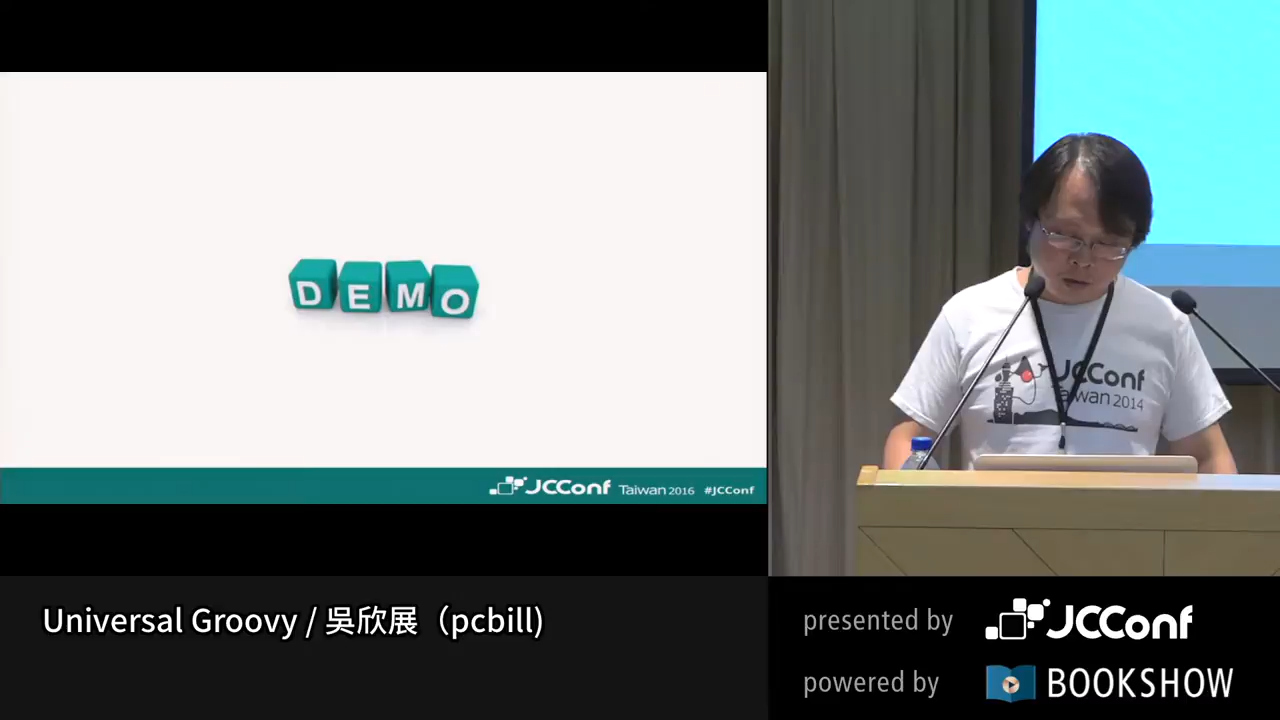 DEMO
JCConf Taiwan 2016 #JCConf
JCConf
Taiwan 2014
Universal Groovy / 吳欣展（pcbill)
presented by JCConf
powered by BOOKSHOW